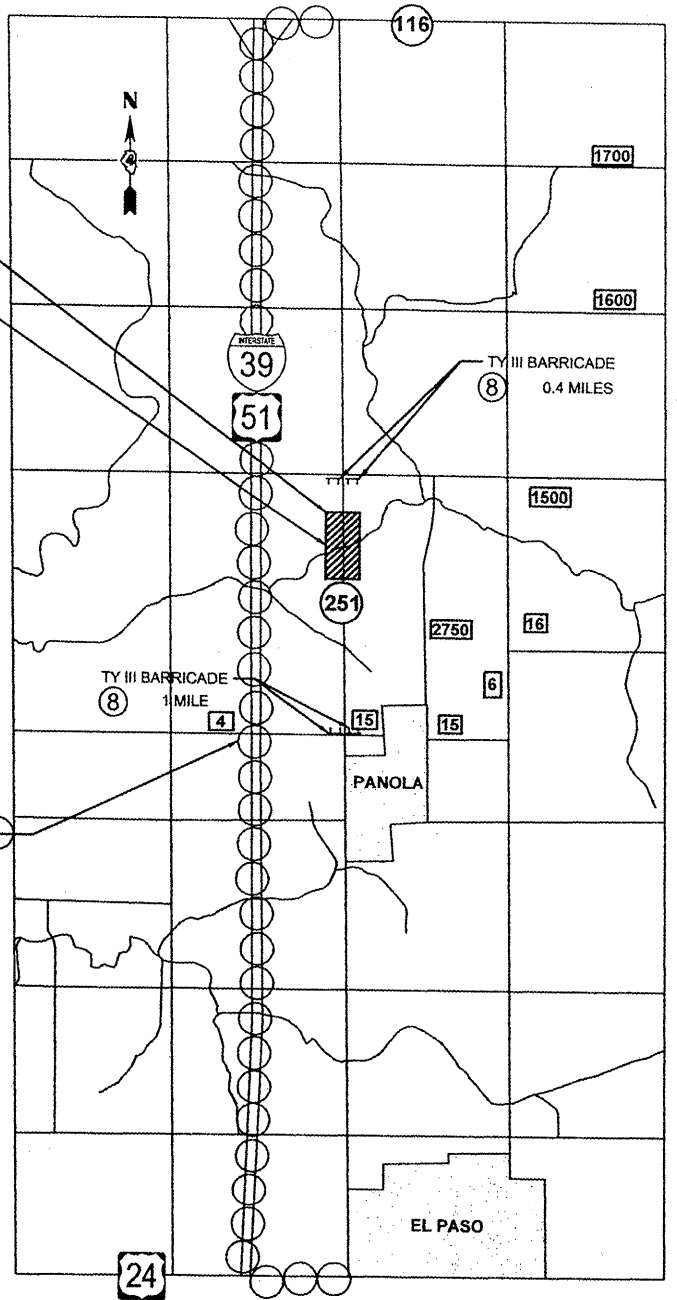 116
N
1700
1600
INTERSTATE
39
TY III BARRICADE
8 0.4 MILES
51
1500
251
2750
16
6
TY III BARRICADE
8 1 MILE
4
15
15
PANOLA
EL PASO
24